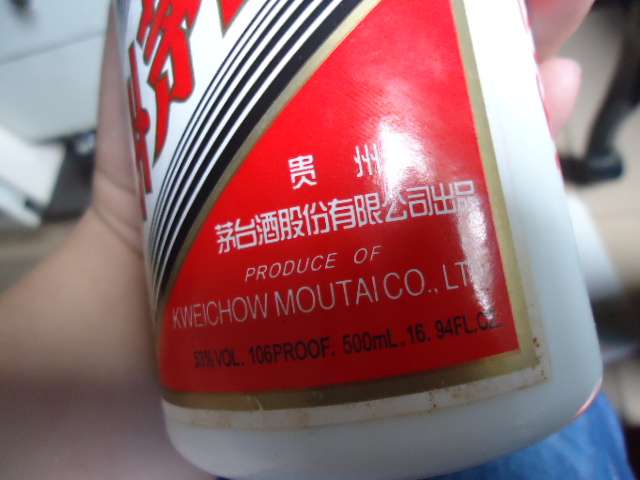 贵州
茅台酒股份有限公司出品
PRODUCE OF
KWEICHOW MOUTAI CO., LT
53%VOL. 106PROOF. 500mL. 16. 94FL.OZ.